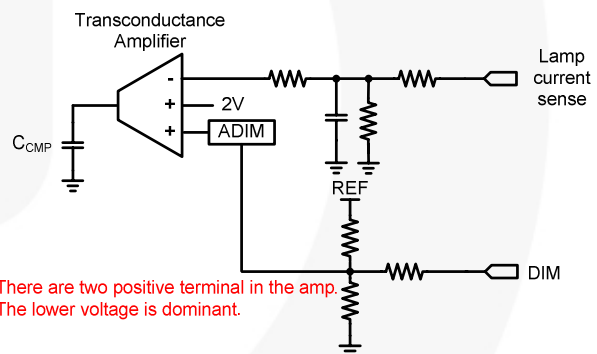 Transconductance
Amplifier
Lamp
current
sense
-
+
2V
+
ADIM
CCMP
REF
DIM
There are two positive terminal in the amp.
The lower voltage is dominant.